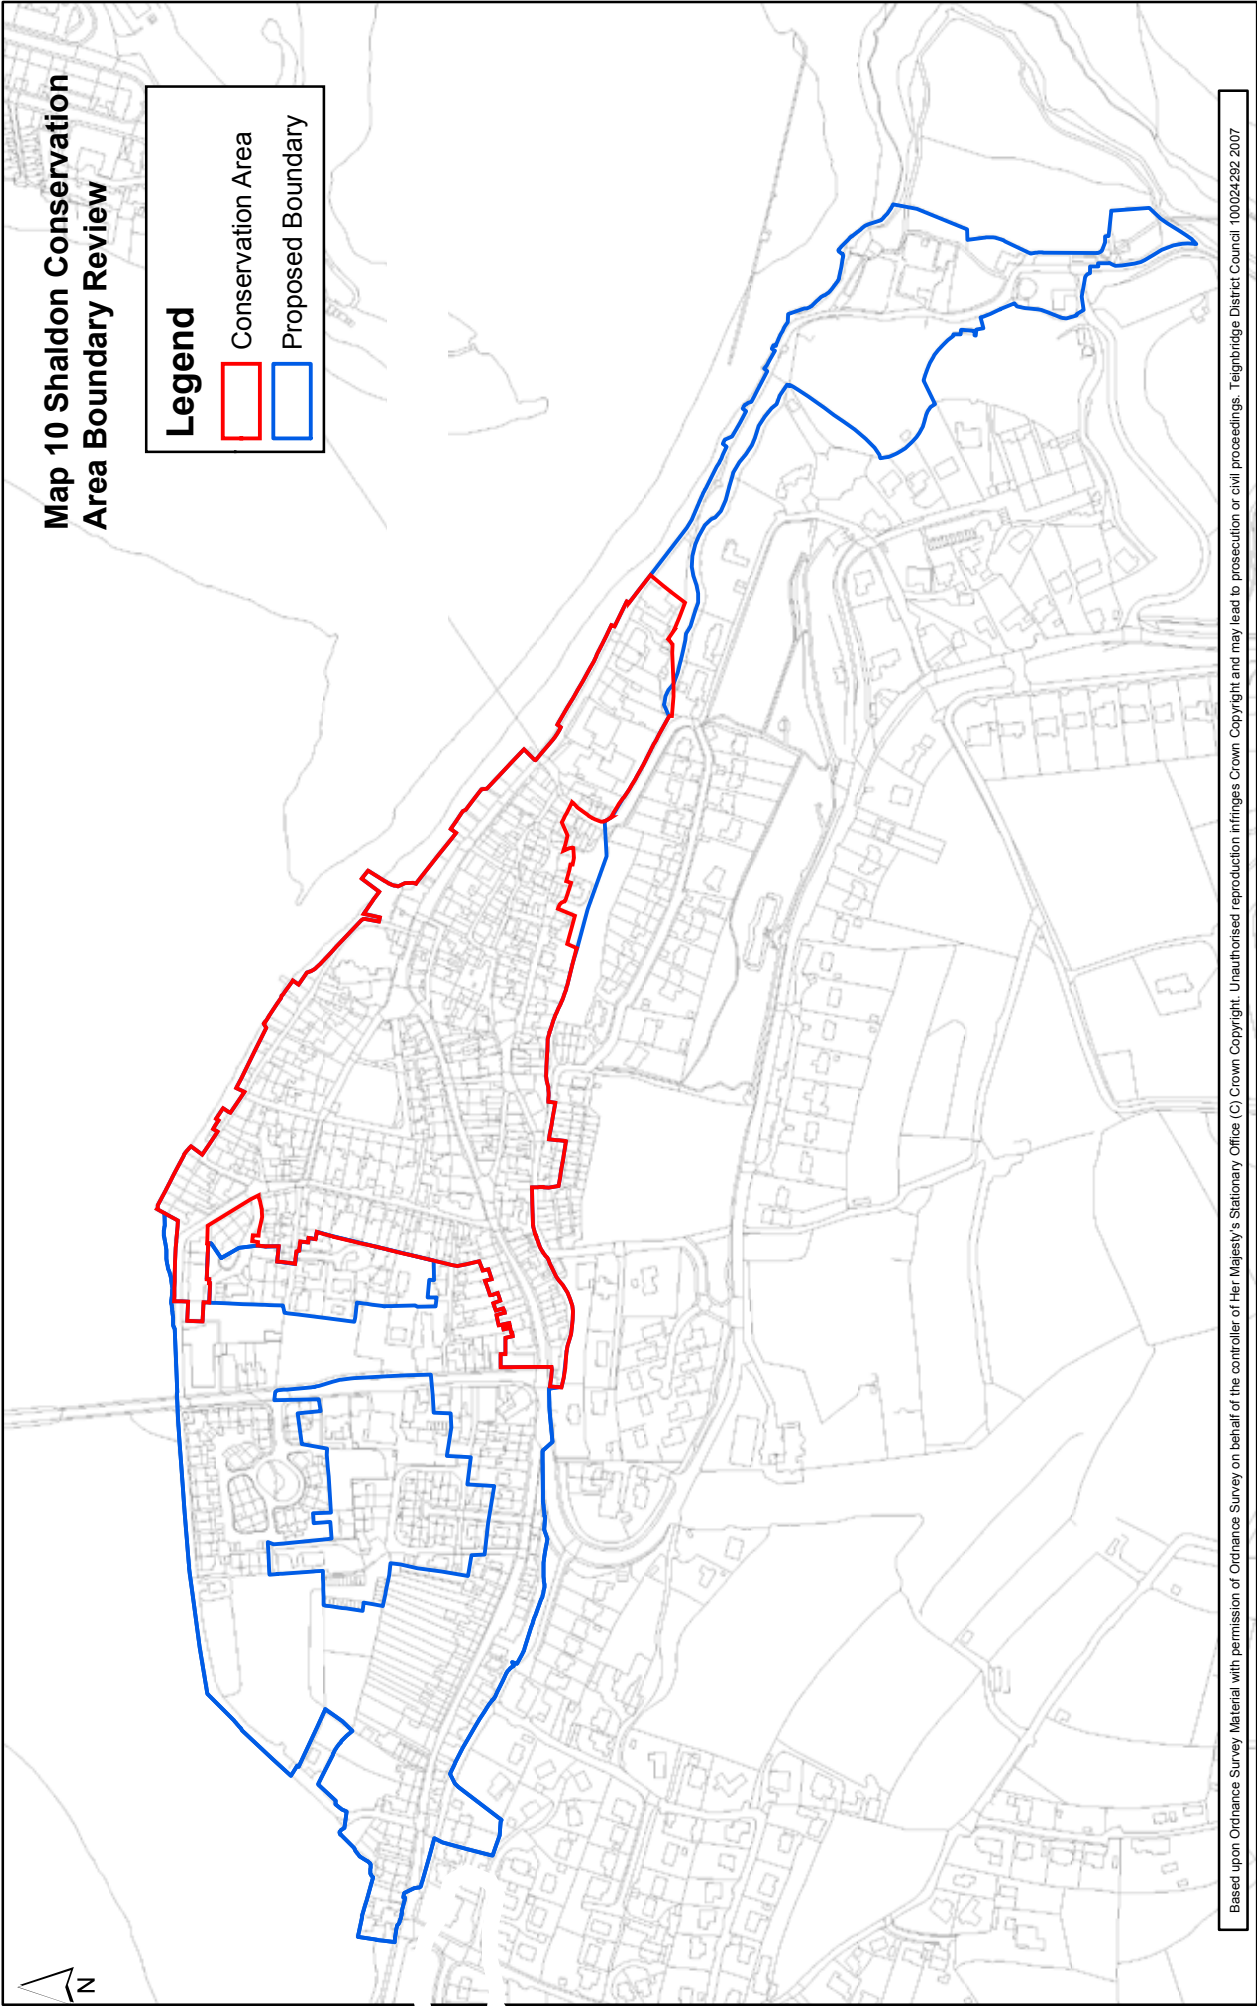 Map 10 Shaldon Conservation
Area Boundary Review
Legend
Conservation Area
Proposed Boundary
N
Based upon Ordnance Survey Material with permission of Ordnance Survey on behalf of the controller of Her Majesty's Stationary Office (C) Crown Copyright. Unauthorised reproduction infringes Crown Copyright and may lead to prosecution or civil proceedings. Teignbridge District Council 100024292 2007